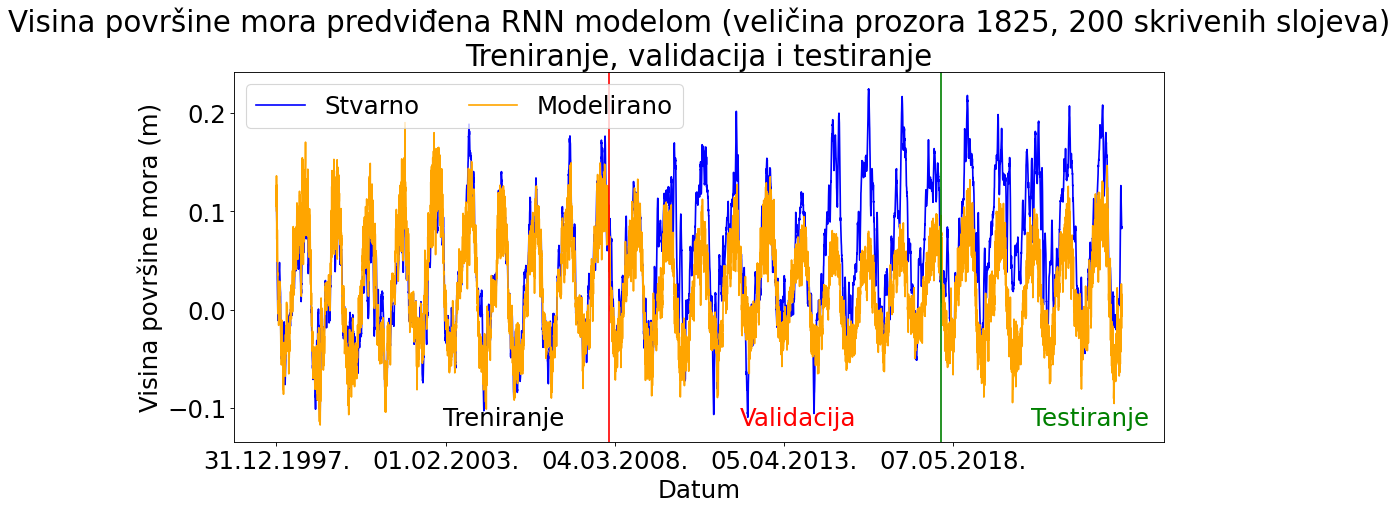 Visina površine mora predviđena RNN modelom (veličina prozora 1825, 200 skrivenih slojeva)
Treniranje, validacija i testiranje
Stvarno Modelirano
Visina površine mora (m)
0.2
0.1
0.0
−0.1
Treniranje Validacija Testiranje
31.12.1997. 01.02.2003. 04.03.2008. 05.04.2013. 07.05.2018.
Datum